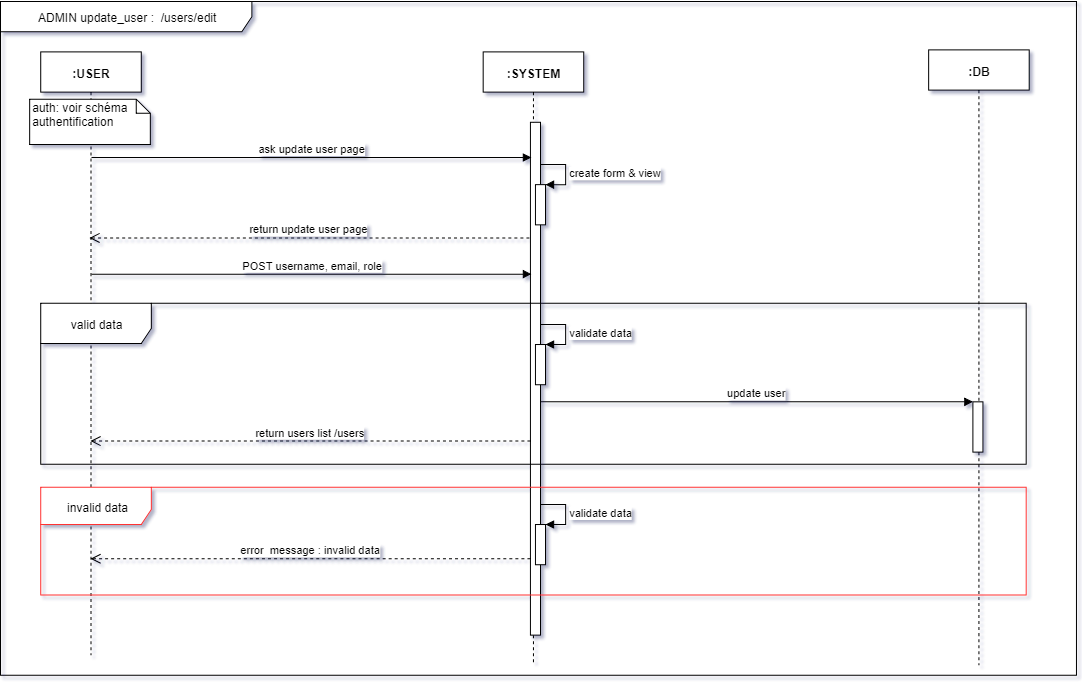 ADMIN update_user : /users/edit
:USER
:SYSTEM
:DB
auth: voir schéma
authentification
ask update user page
create form & view
return update user page
POST username, email, role
valid data
validate data
update user
return users list /users
invalid data
validate data
error message : invalid data